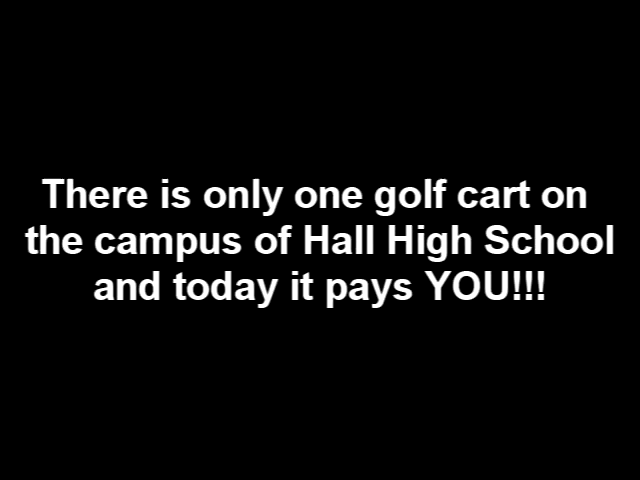 There is only one golf cart on
the campus of Hall High School
and today it pays YOU!!!